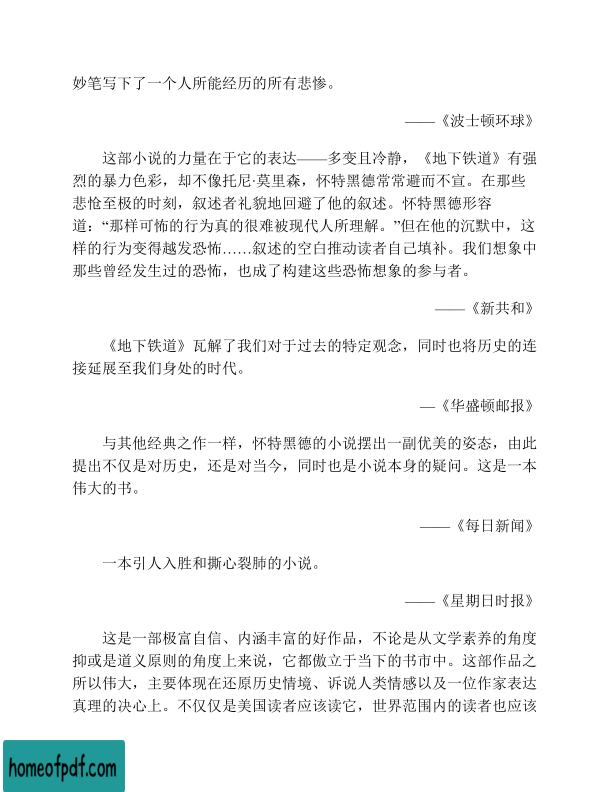 妙笔写下了一个人所能经历的所有悲惨。
——《波士顿环球》
这部小说的力量在于它的表达——多变且冷静，《地下铁道》有强
烈的暴力色彩，却不像托尼·莫里森，怀特黑德常常避而不宣。在那些
悲怆至极的时刻，叙述者礼貌地回避了他的叙述。怀特黑德形容
道：“那样可怖的行为真的很难被现代人所理解。”但在他的沉默中，这
样的行为变得越发恐怖……叙述的空白推动读者自己填补。我们想象中
那些曾经发生过的恐怖，也成了构建这些恐怖想象的参与者。
——《新共和》
《地下铁道》瓦解了我们对于过去的特定观念，同时也将历史的连
接延展至我们身处的时代。
—《华盛顿邮报》
与其他经典之作一样，怀特黑德的小说摆出一副优美的姿态，由此
提出不仅是对历史，还是对当今，同时也是小说本身的疑问。这是一本
伟大的书。
——《每日新闻》
一本引人入胜和撕心裂肺的小说。
——《星期日时报》
这是一部极富自信、内涵丰富的好作品，不论是从文学素养的角度
抑或是道义原则的角度上来说，它都傲立于当下的书市中。这部作品之
所以伟大，主要体现在还原历史情境、诉说人类情感以及一位作家表达
真理的决心上。不仅仅是美国读者应该读它，世界范围内的读者也应该
homeofpdf.com